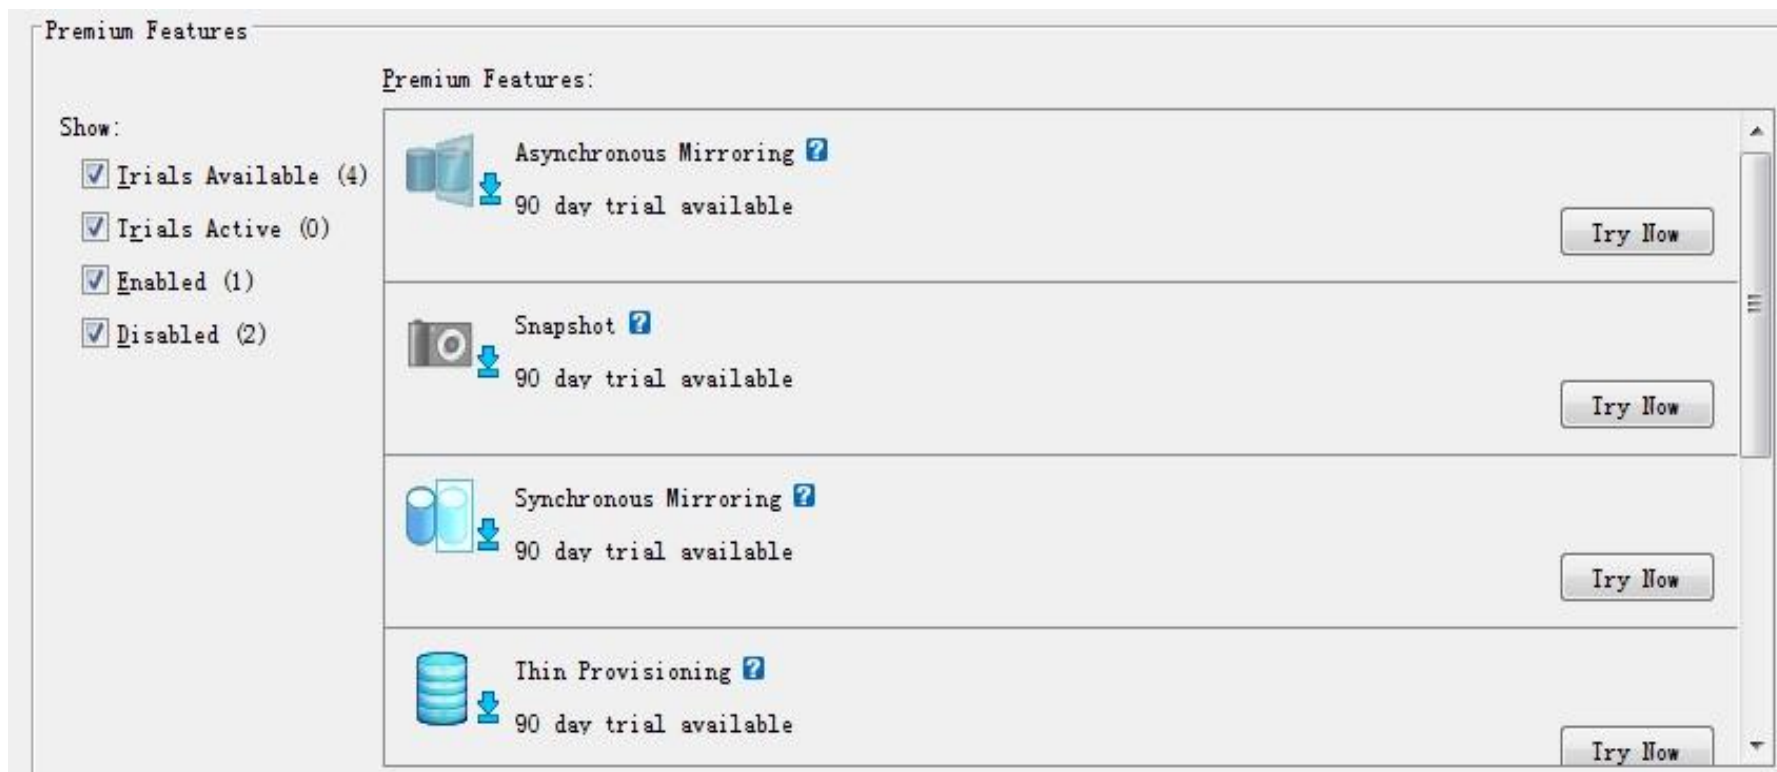 Premium Features
Premium Features:
Show:
Trials Available (4)
Trials Active (0)
Enabled (1)
Disabled (2)
Asynchronous Mirroring ?
90 day trial available
Try Now
Snapshot ?
90 day trial available
Try Now
Synchronous Mirroring ?
90 day trial available
Try Now
Thin Provisioning ?
90 day trial available
Try Now